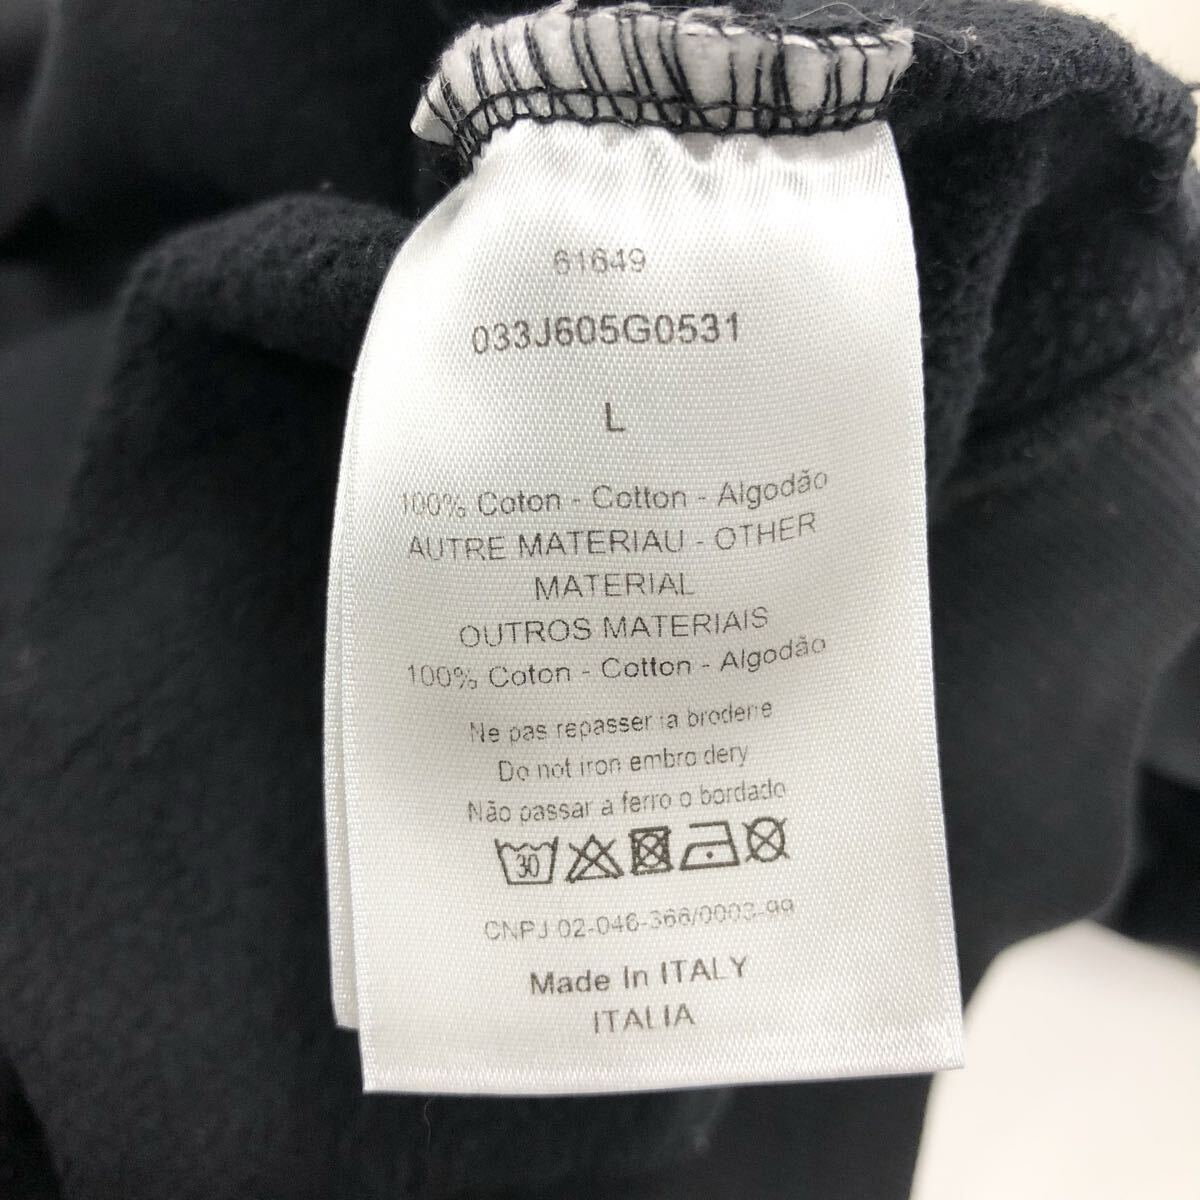 61649
033J605G0531
L
100% Coton - Cotton - Algodão
AUTRE MATERIAU - OTHER
MATERIAL
OUTROS MATERIAIS
100% Coton - Cotton - Algodão
Ne pas repasser la broderie
Do not iron embroidery
Não passar a ferro o bordado
30
CNPJ 02-046-366/0003-99
Made In ITALY
ITALIA